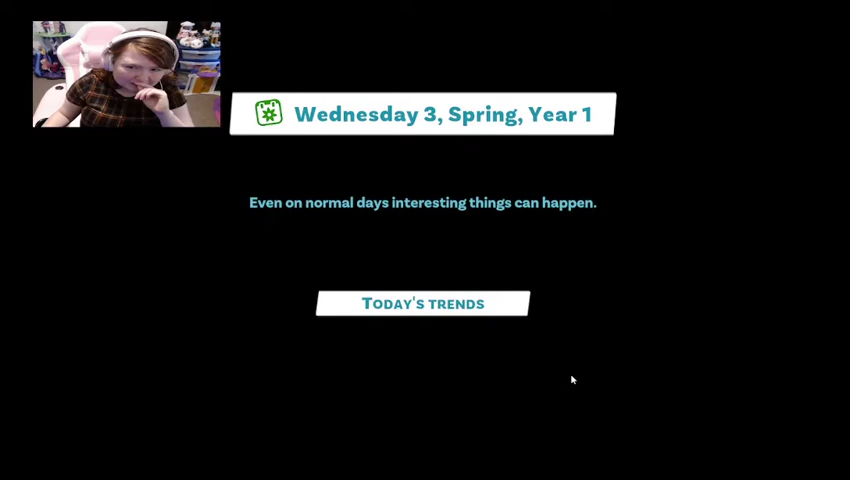 Wednesday 3, Spring, Year 1
Even on normal days interesting things can happen.
Today's trends